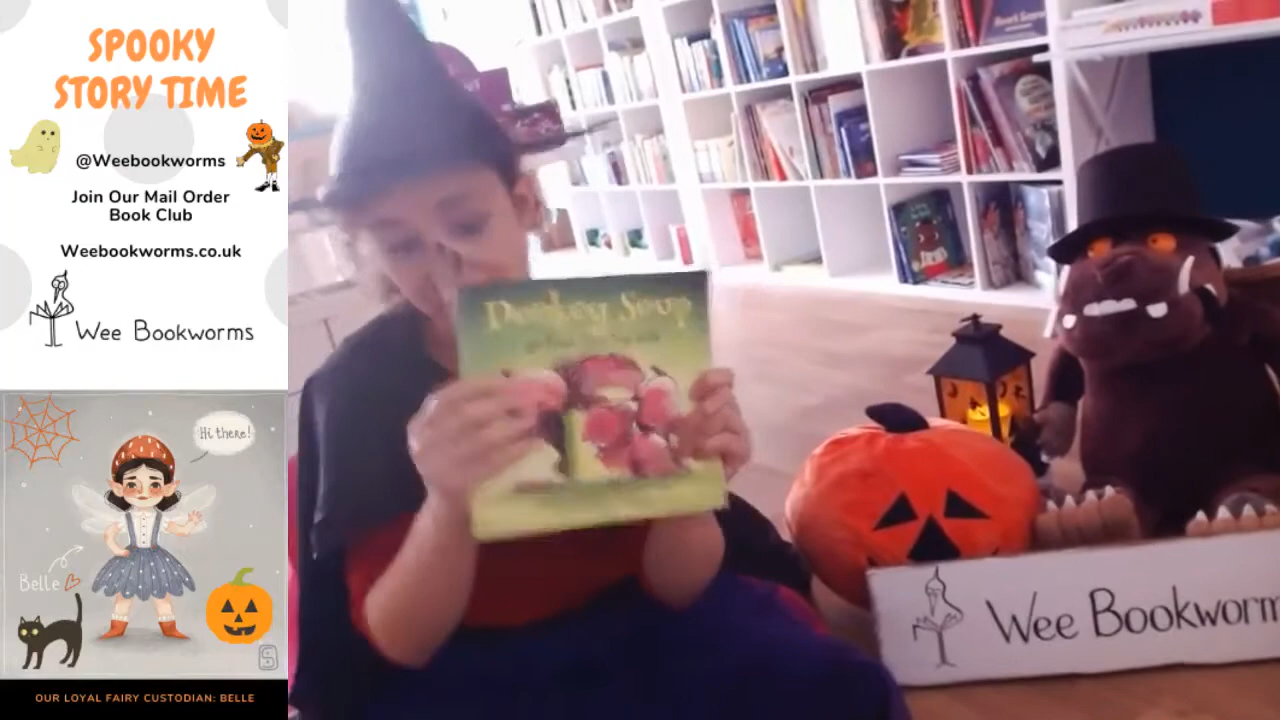 SPOOKY
STORY TIME
@Weebookworms
Join Our Mail Order
Book Club
Weebookworms.co.uk
Wee Bookworms
Hi there!
Belle
OUR LOYAL FAIRY CUSTODIAN: BELLE
Soup
Wee Bookworm